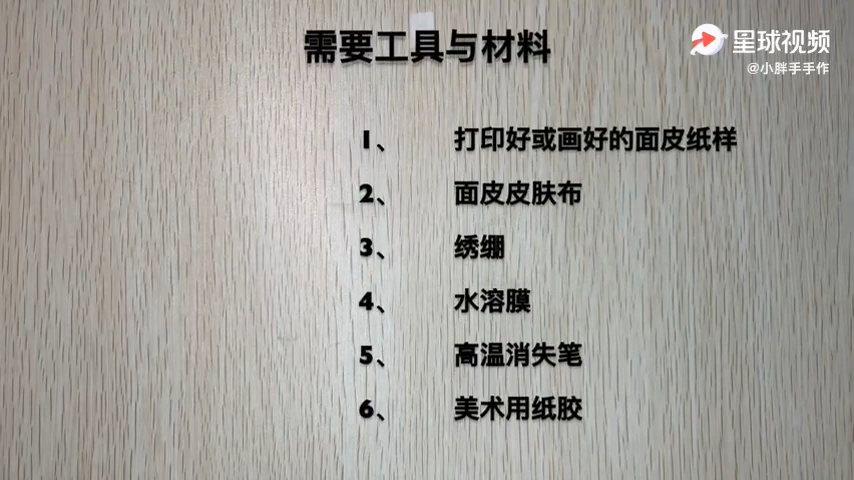 需要工具与材料
星球视频
@小胖手手作
1、 打印好或画好的面皮纸样
2、 面皮皮肤布
3、 绣绷
4、 水溶膜
5、 高温消失笔
6、 美术用纸胶